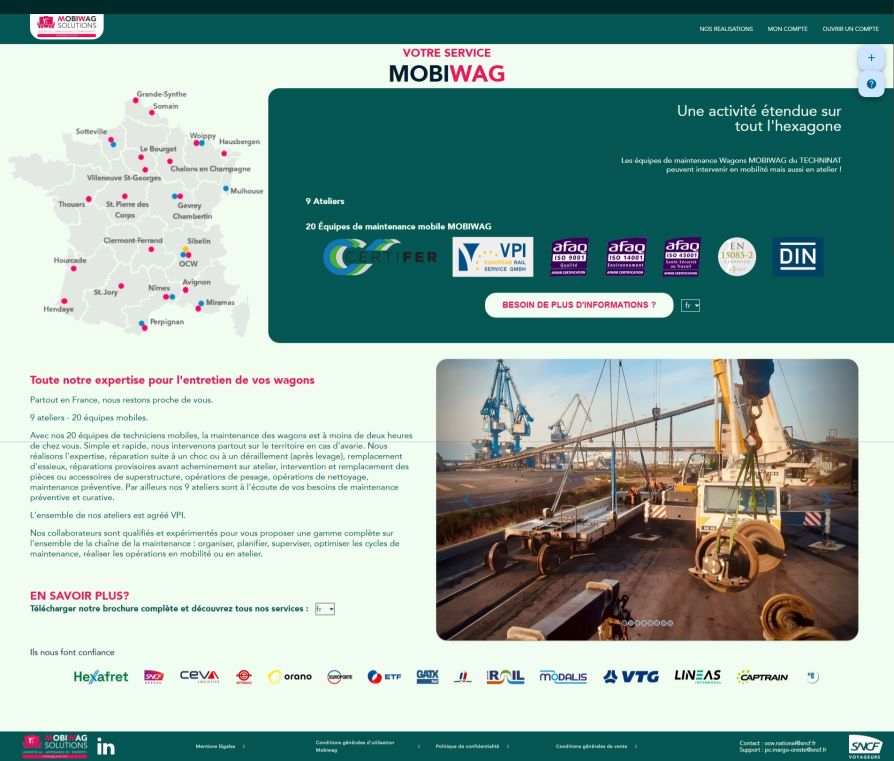 MOBIWAG
SOLUTIONS
NOS REALISATIONS
MON COMPTE
OUVRIR UN COMPTE
VOTRE SERVICE
MOBIWAG
+
?
Grande-Synthe
Somain
Sotteville
Woippy
Hausbergen
Le Bourget
Chalons en Champagne
Villeneuve St-Georges
Mulhouse
Thouars
St. Pierre des
Corps
Gevrey
Chambertin
Clermont-Ferrand
Sibelin
OCW
Hourcade
St. Jory
Nîmes
Avignon
Miramas
Hendaye
Perpignan
Une activité étendue sur
tout l'hexagone
Les équipes de maintenance Wagons MOBIWAG du TECHNINAT
peuvent intervenir en mobilité mais aussi en atelier !
9 Ateliers
20 Équipes de maintenance mobile MOBIWAG
CERTIFER
VPI
EUROPEAN RAIL
SERVICE GMBH
afaq
ISO 9001
Qualité
AFNOR CERTIFICATION
afaq
ISO 14001
Environnement
AFNOR CERTIFICATION
afaq
ISO 45001
Santé Sécurité
au Travail
AFNOR CERTIFICATION
EN
15085-2
CERTIFIED
DIN
BESOIN DE PLUS D'INFORMATIONS ?
fr
Toute notre expertise pour l'entretien de vos wagons
Partout en France, nous restons proche de vous.
9 ateliers - 20 équipes mobiles.
Avec nos 20 équipes de techniciens mobiles, la maintenance des wagons est à moins de deux heures
de chez vous. Simple et rapide, nous intervenons partout sur le territoire en cas d'avarie. Nous
réalisons l'expertise, réparation suite à un choc ou à un déraillement (après levage), remplacement
d'essieux, réparations provisoires avant acheminement sur atelier, intervention et remplacement des
pièces ou accessoires de superstructure, opérations de pesage, opérations de nettoyage,
maintenance préventive. Par ailleurs nos 9 ateliers sont à l'écoute de vos besoins de maintenance
préventive et curative.
L'ensemble de nos ateliers est agréé VPI.
Nos collaborateurs sont qualifiés et expérimentés pour vous proposer une gamme complète sur
l'ensemble de la chaîne de la maintenance : organiser, planifier, superviser, optimiser les cycles de
maintenance, réaliser les opérations en mobilité ou en atelier.
EN SAVOIR PLUS?
Télécharger notre brochure complète et découvrez tous nos services :
fr
Ils nous font confiance
Hexafret
SNCF
RESEAU
CEVA
LOGISTICS
orano
EUROPORTE
ETF
GATX
RAIL
MODALIS
VTG
LINEAS
INTERMODAL
CAPTRAIN
MOBIWAG
SOLUTIONS
in
Mentions légales
Conditions générales d'utilisation
Mobiwag
Politique de confidentialité
Conditions générales de vente
Contact : ocw.national@sncf.fr
Support : pc.margo-oreste@sncf.fr
SNCF
VOYAGEURS